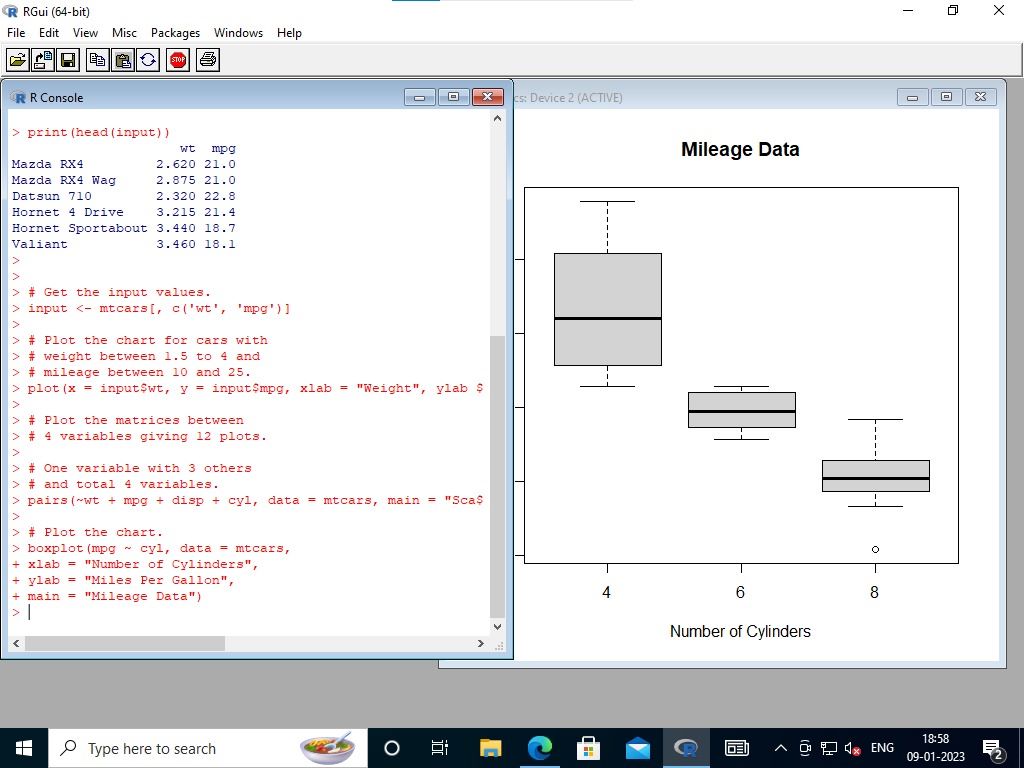 RGui (64-bit)
File Edit View Misc Packages Windows Help
STOP
R Console
> print(head(input))
wt mpg
Mazda RX4 2.620 21.0
Mazda RX4 Wag 2.875 21.0
Datsun 710 2.320 22.8
Hornet 4 Drive 3.215 21.4
Hornet Sportabout 3.440 18.7
Valiant 3.460 18.1
>
>
> # Get the input values.
> input <- mtcars[, c('wt', 'mpg')]
>
> # Plot the chart for cars with
> # weight between 1.5 to 4 and
> # mileage between 10 and 25.
> plot(x = input$wt, y = input$mpg, xlab = "Weight", ylab $
>
> # Plot the matrices between
> # 4 variables giving 12 plots.
>
> # One variable with 3 others
> # and total 4 variables.
> pairs(~wt + mpg + disp + cyl, data = mtcars, main = "Sca$
>
> # Plot the chart.
> boxplot(mpg ~ cyl, data = mtcars,
+ xlab = "Number of Cylinders",
+ ylab = "Miles Per Gallon",
+ main = "Mileage Data")
>
cs: Device 2 (ACTIVE)
Mileage Data
4 6 8
Number of Cylinders
Type here to search
ENG
18:58
09-01-2023
2